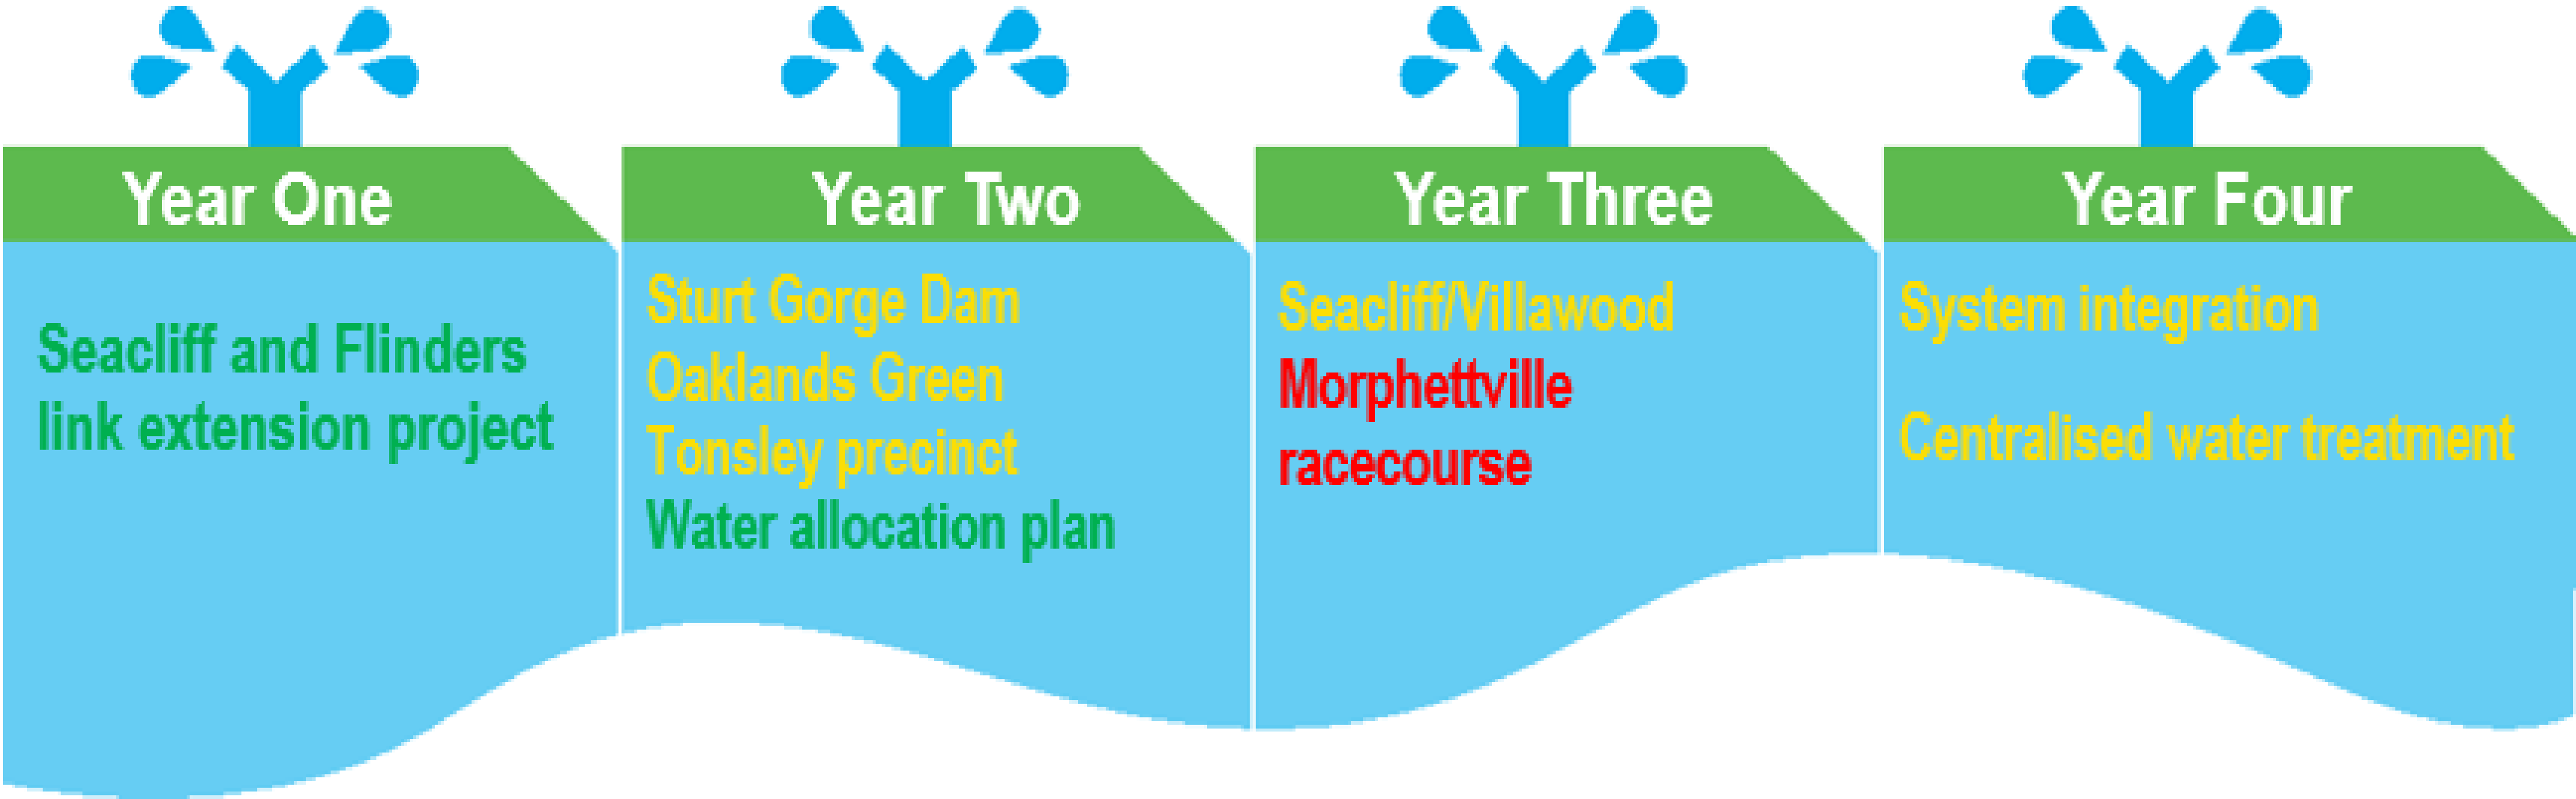 Year One
Seacliff and Flinders
link extension project
Year Two
Sturt Gorge Dam
Oaklands Green
Tonsley precinct
Water allocation plan
Year Three
Seacliff/Villawood
Morphettville
racecourse
Year Four
System integration
Centralised water treatment